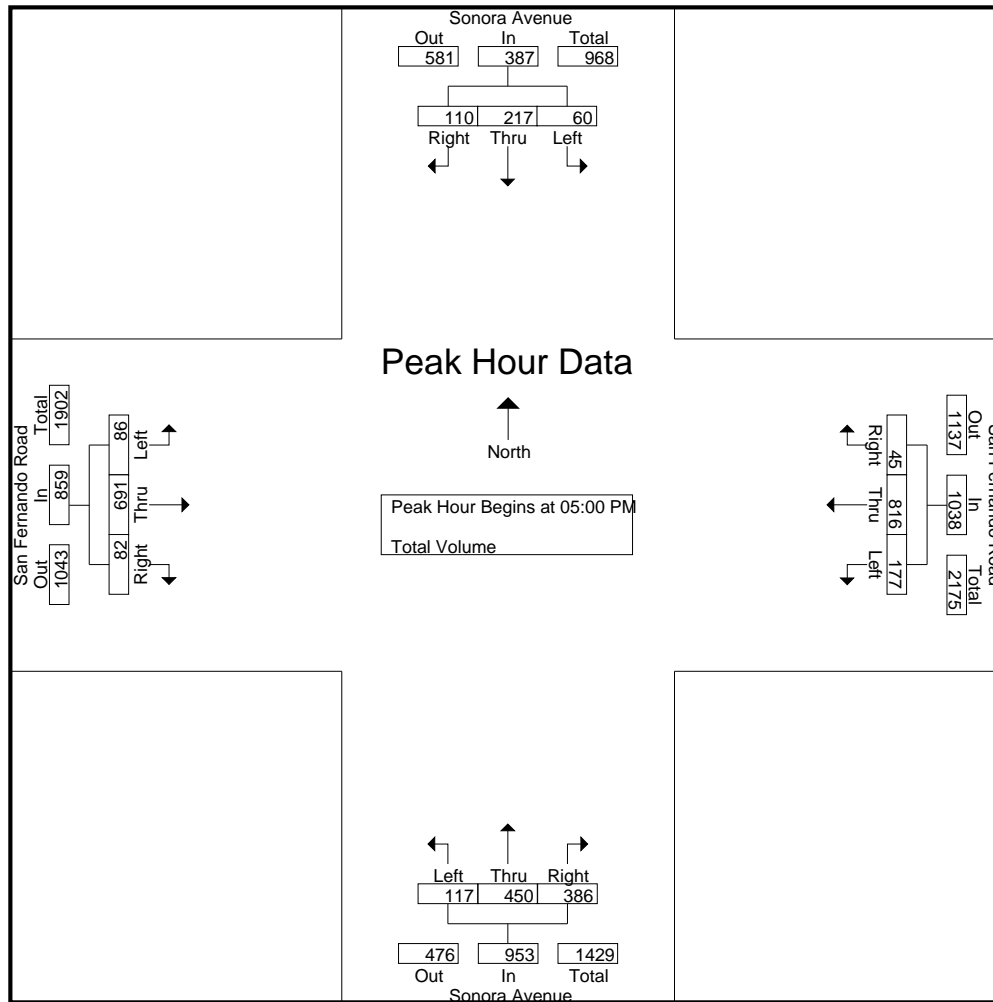 Sonora Avenue
Out In Total
581 387 968
110 217 60
Right Thru Left
Peak Hour Data
North
Peak Hour Begins at 05:00 PM
Total Volume
San Fernando Road
Total In Out
1902 859 1043
86 691 82
Left Thru Right
San Fernando Road
Out In Total
1137 1038 2175
45 816 177
Right Thru Left
Left Thru Right
117 450 386
476 953 1429
Out In Total
Sonora Avenue